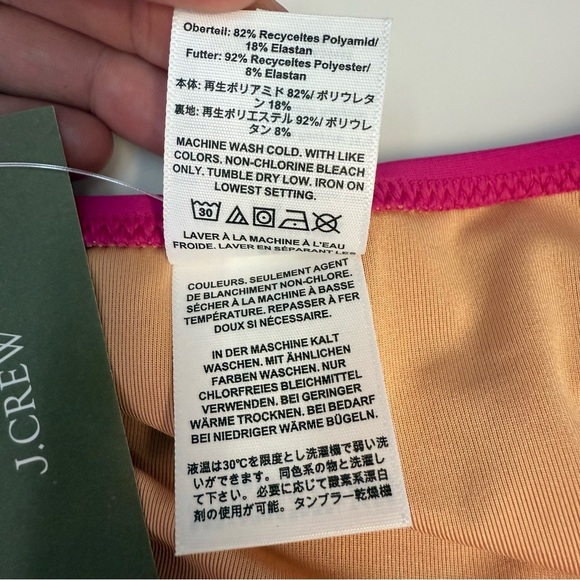 Oberteil: 82% Recyceltes Polyamid/
18% Elastan
Futter: 92% Recyceltes Polyester/
8% Elastan
本体: 再生ポリアミド 82%/ ポリウレタ
ン 18%
裏地: 再生ポリエステル 92%/ ポリウレ
タン 8%
MACHINE WASH COLD. WITH LIKE
COLORS. NON-CHLORINE BLEACH
ONLY. TUMBLE DRY LOW. IRON ON
LOWEST SETTING.
30
LAVER À LA MACHINE À L'EAU
FROIDE. LAVER EN SÉPARANT LES
COULEURS. SEULEMENT AGENT
DE BLANCHIMENT NON-CHLORE.
SÉCHER À LA MACHINE À BASSE
TEMPÉRATURE. REPASSER À FER
DOUX SI NÉCESSAIRE.
IN DER MASCHINE KALT
WASCHEN. MIT ÄHNLICHEN
FARBEN WASCHEN. NUR
CHLORFREIES BLEICHMITTEL
VERWENDEN. BEI GERINGER
WÄRME TROCKNEN. BEI BEDARF
BEI NIEDRIGER WÄRME BÜGELN.
液温は30℃を限度とし洗濯機で弱い洗
いができます. 同色系の物と洗濯し
て下さい. 必要に応じて酸素系漂白
剤の使用が可能. タンブラー乾燥機
J.CREW